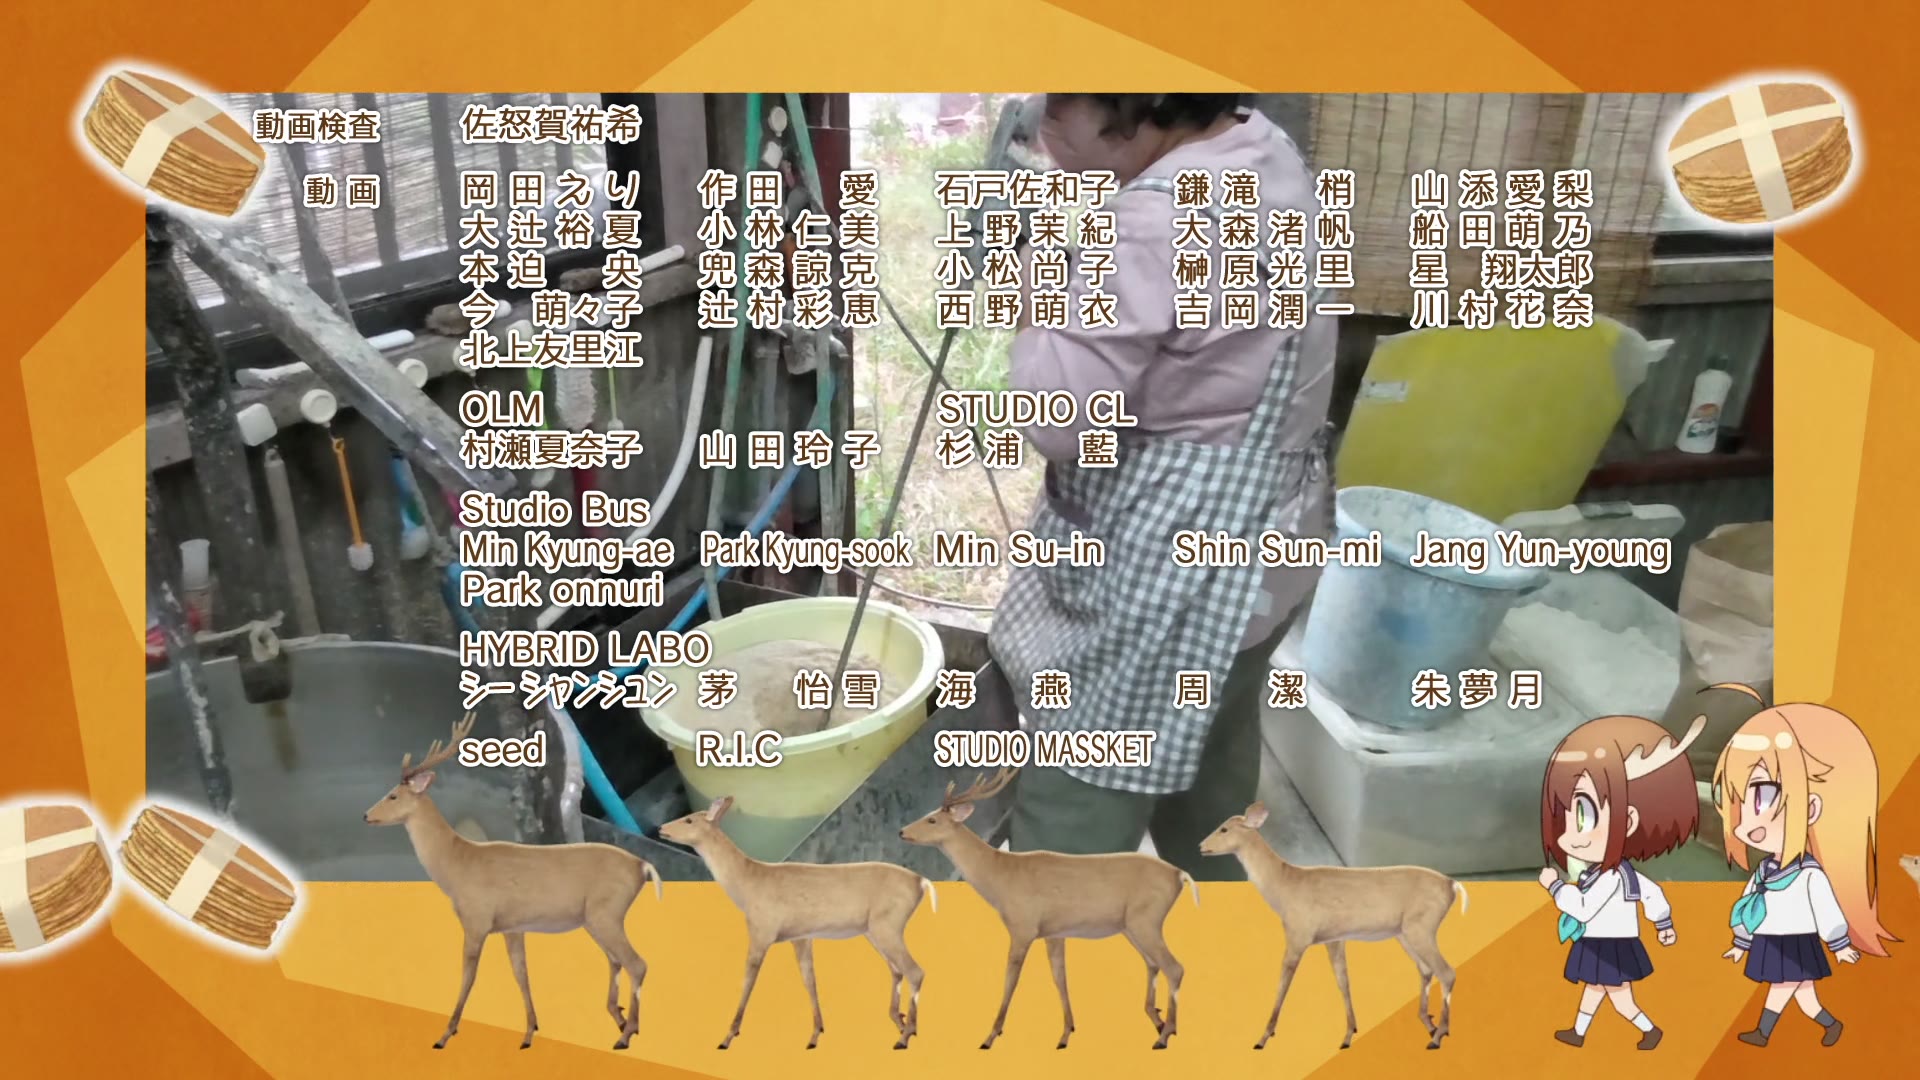 動画検査 佐怒賀祐希
動画 岡田えり 作田愛 石戸佐和子 鎌滝梢 山添愛梨
大辻裕夏 小林仁美 上野茉紀 大森渚帆 船田萌乃
本迫央 兜森諒克 小松尚子 榊原光里 星翔太郎
今萌々子 辻村彩恵 西野萌衣 吉岡潤一 川村花奈
北上友里江
OLM STUDIO CL
村瀬夏奈子 山田玲子 杉浦藍
Studio Bus
Min Kyung-ae Park Kyung-sook Min Su-in Shin Sun-mi Jang Yun-young
Park onnuri
HYBRID LABO
シーシャンシュン 茅怡雪 海燕 周潔 朱夢月
seed R.I.C STUDIO MASSKET